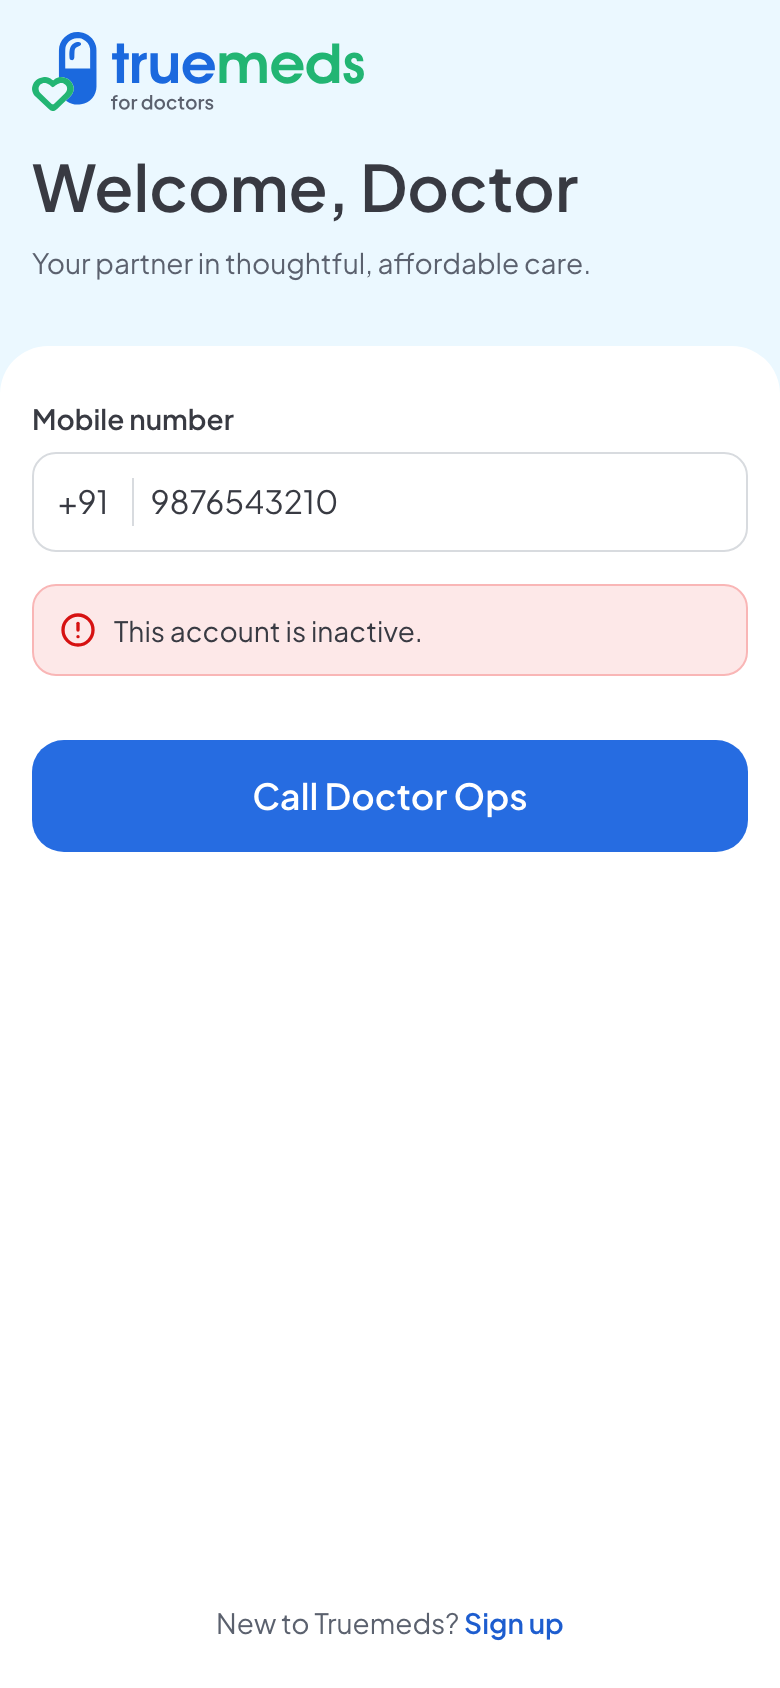 truemeds
for doctors
Welcome, Doctor
Your partner in thoughtful, affordable care.
Mobile number
+91 9876543210
This account is inactive.
Call Doctor Ops
New to Truemeds? Sign up